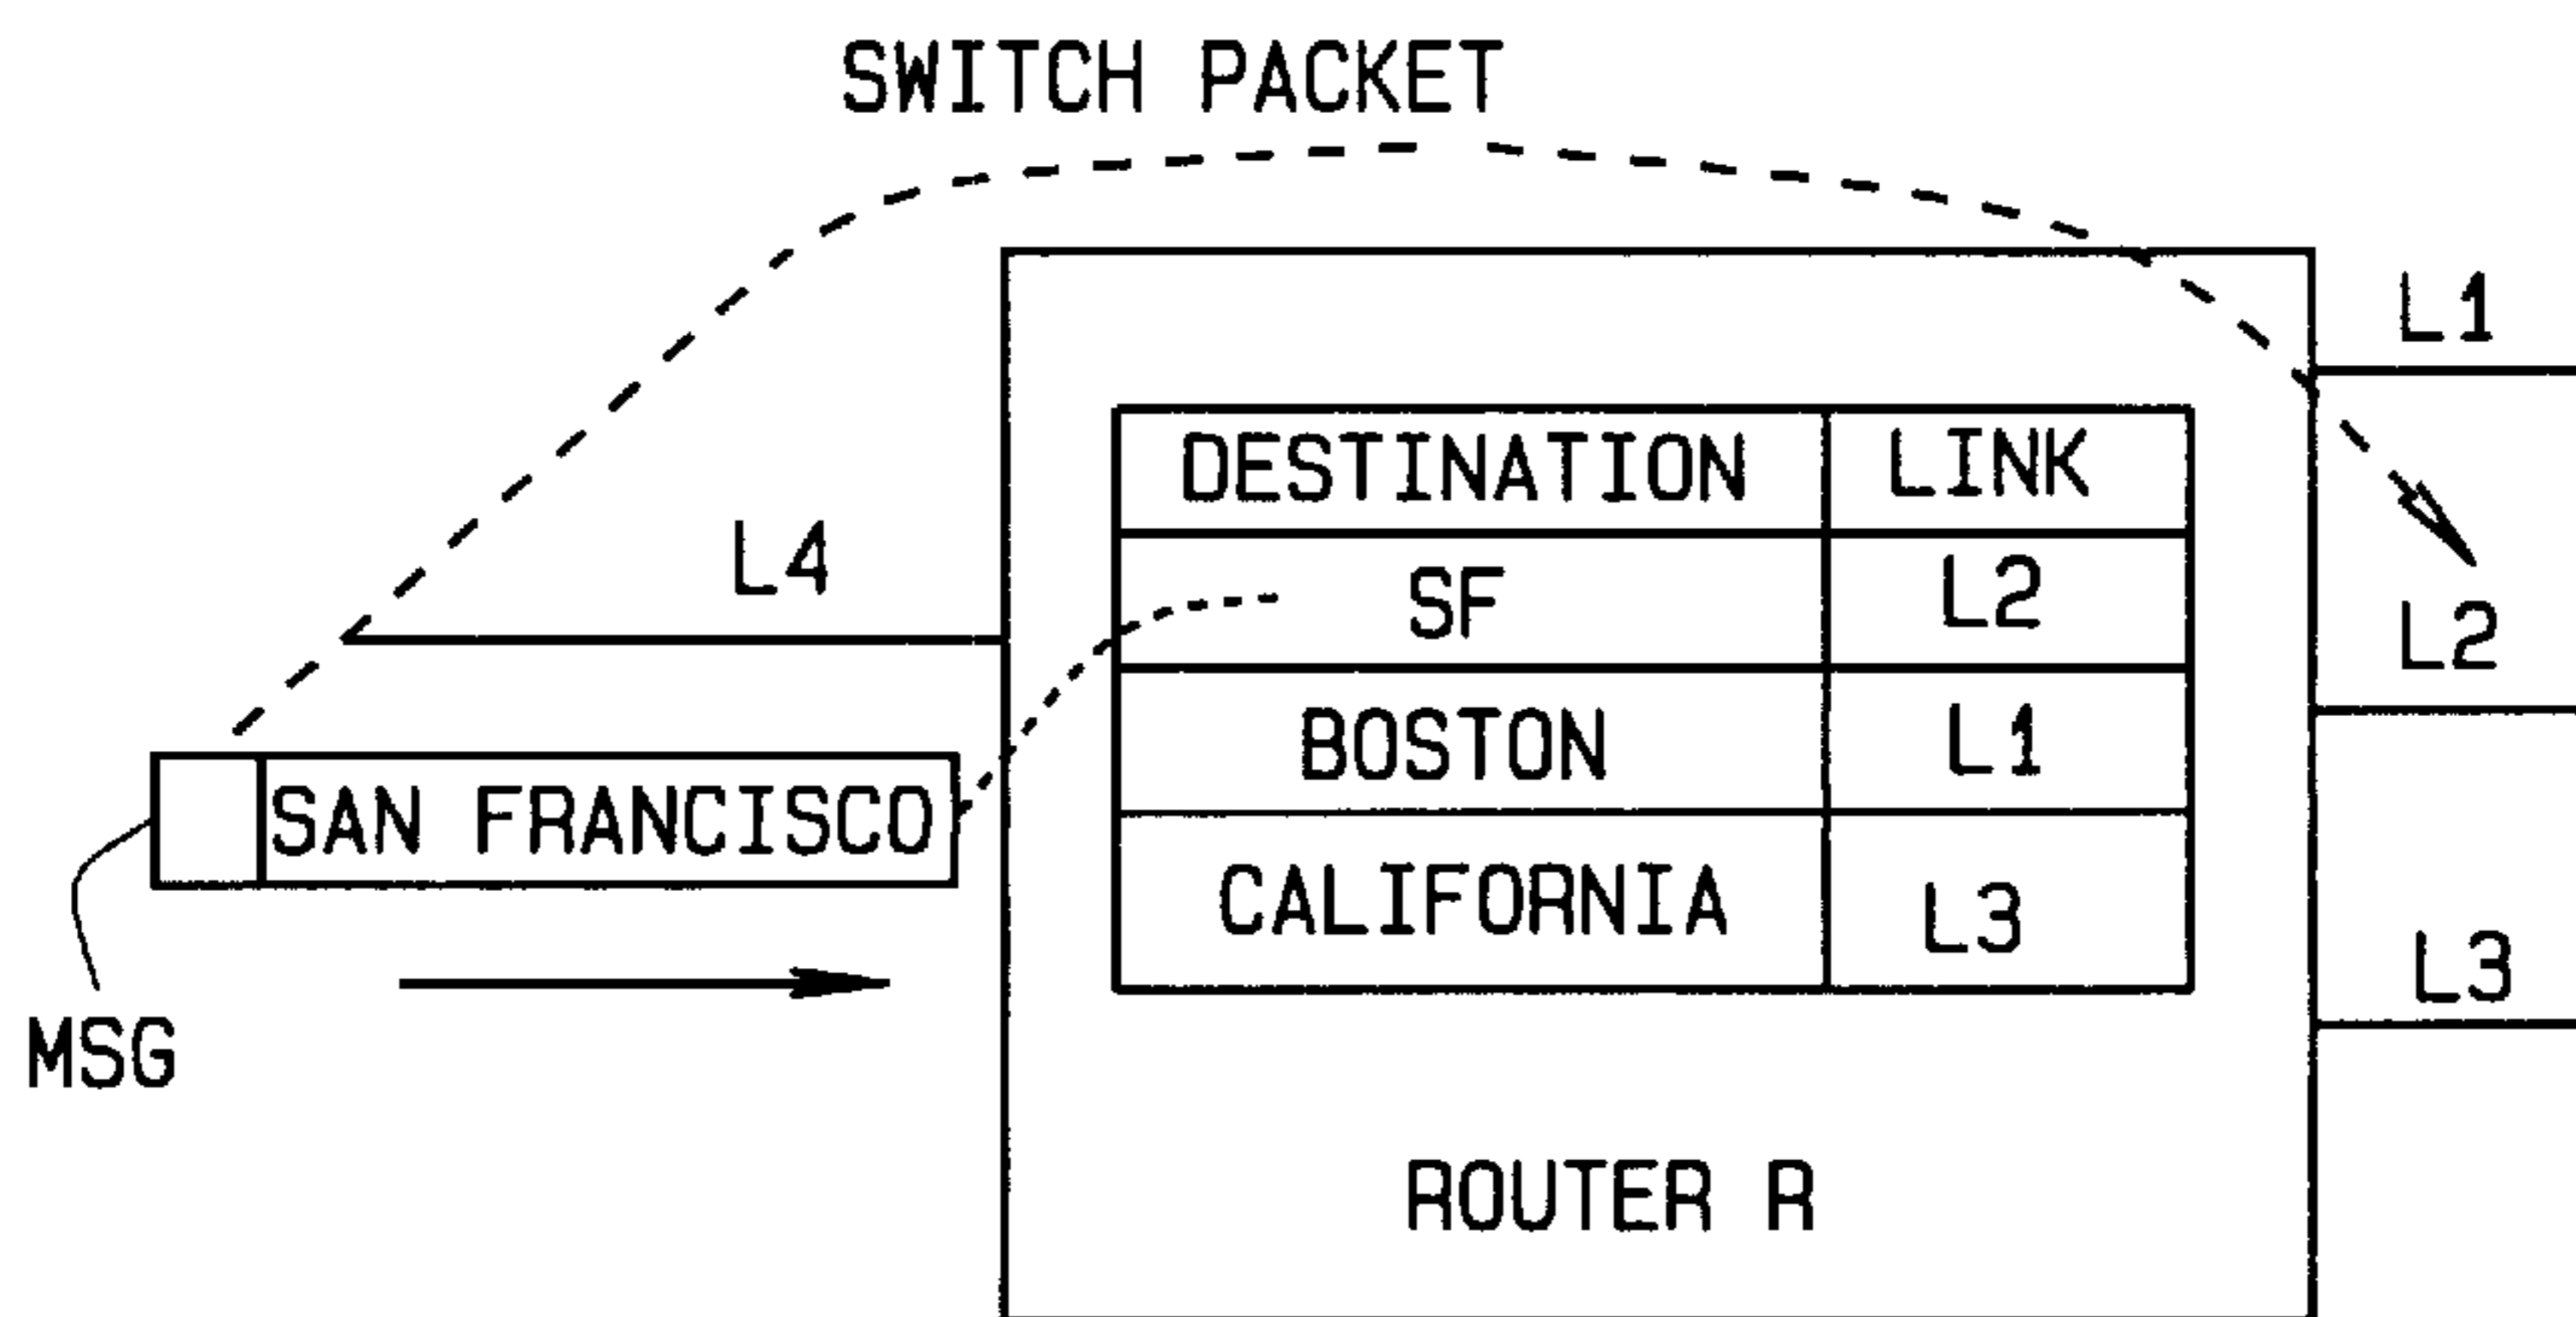 SWITCH PACKET
L1
DESTINATION LINK
L4
SF L2
L2
BOSTON L1
SAN FRANCISCO
CALIFORNIA L3
L3
MSG
ROUTER R